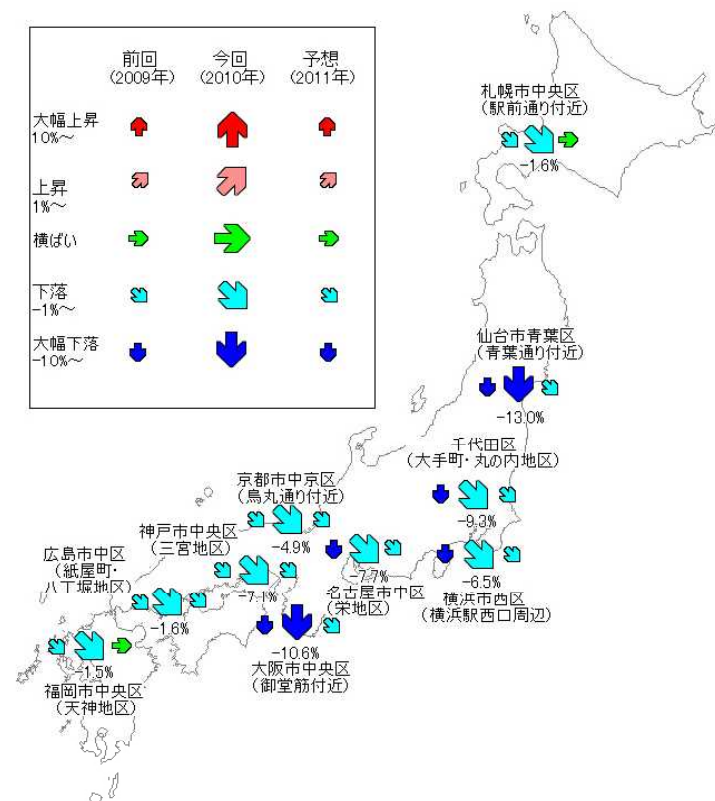 前回
(2009年)
今回
(2010年)
予想
(2011年)
大幅上昇
10%～
上昇
1%～
横ばい
下落
-1%～
大幅下落
-10%～
札幌市中央区
(駅前通り付近)
-1.6%
仙台市青葉区
(青葉通り付近)
-13.0%
千代田区
(大手町・丸の内地区)
-9.3%
京都市中京区
(烏丸通り付近)
-4.9%
神戸市中央区
(三宮地区)
-7.1%
広島市中区
(紙屋町・
八丁堀地区)
-1.6%
-7.7%
名古屋市中区
(栄地区)
-6.5%
横浜市西区
(横浜駅西口周辺)
-10.6%
大阪市中央区
(御堂筋付近)
-1.5%
福岡市中央区
(天神地区)